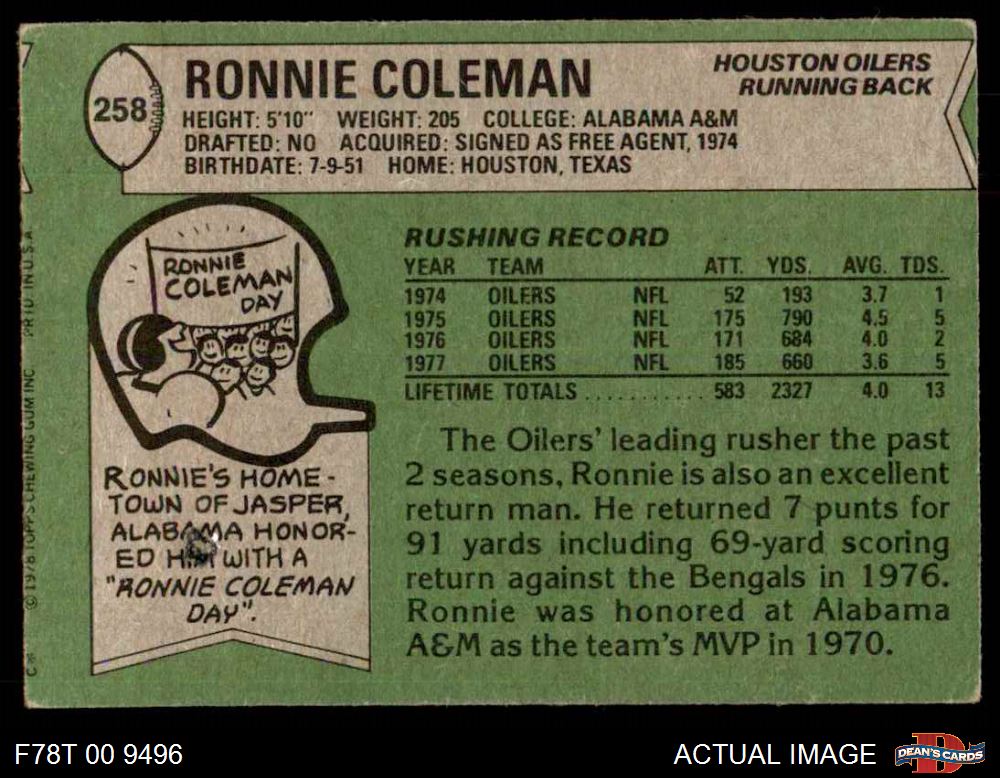 258
RONNIE COLEMAN
HOUSTON OILERS
RUNNING BACK
HEIGHT: 5'10" WEIGHT: 205 COLLEGE: ALABAMA A&M
DRAFTED: NO ACQUIRED: SIGNED AS FREE AGENT, 1974
BIRTHDATE: 7-9-51 HOME: HOUSTON, TEXAS
RONNIE
COLEMAN
DAY
RONNIE'S HOME-
TOWN OF JASPER,
ALABAMA HONOR-
ED HIM WITH A
"RONNIE COLEMAN
DAY".
RUSHING RECORD
YEAR TEAM ATT. YDS. AVG. TDS.
1974 OILERS NFL 52 193 3.7 1
1975 OILERS NFL 175 790 4.5 5
1976 OILERS NFL 171 684 4.0 2
1977 OILERS NFL 185 660 3.6 5
LIFETIME TOTALS ........... 583 2327 4.0 13
The Oilers' leading rusher the past
2 seasons, Ronnie is also an excellent
return man. He returned 7 punts for
91 yards including 69-yard scoring
return against the Bengals in 1976.
Ronnie was honored at Alabama
A&M as the team's MVP in 1970.
© 1978 TOPPS CHEWING GUM INC. PRTD. IN U.S.A.
F78T 00 9496
ACTUAL IMAGE
DEAN'S CARDS